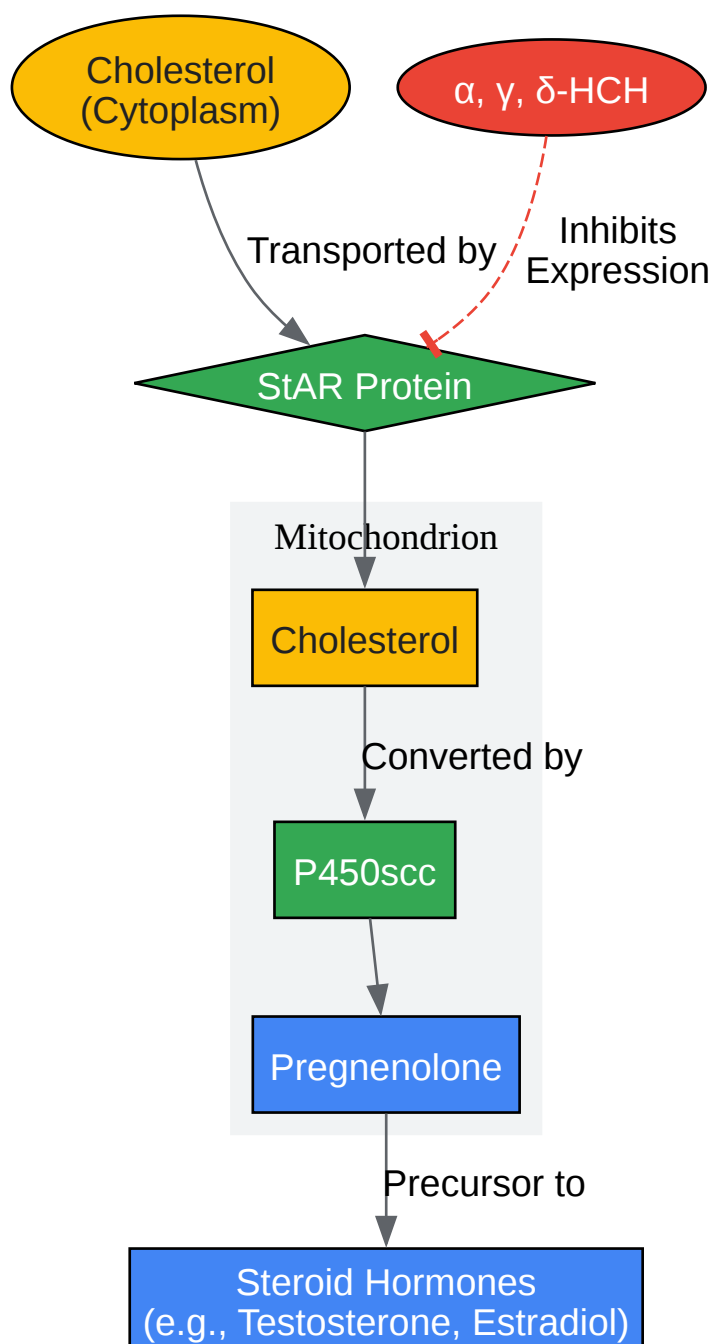 Cholesterol
(Cytoplasm)
α, γ, δ-HCH
Transported by
Inhibits
Expression
StAR Protein
Mitochondrion
Cholesterol
Converted by
P450scc
Pregnenolone
Precursor to
Steroid Hormones
(e.g., Testosterone, Estradiol)